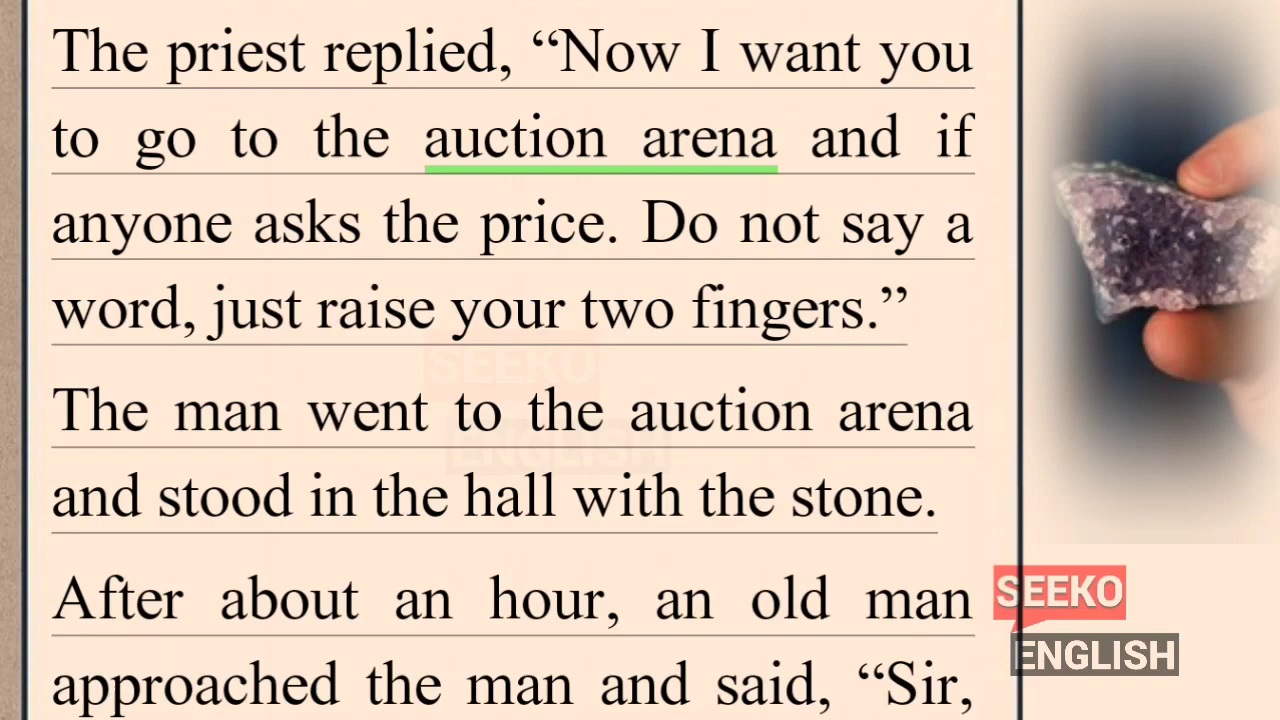 The priest replied, “Now I want you
to go to the auction arena and if
anyone asks the price. Do not say a
word, just raise your two fingers.”
The man went to the auction arena
and stood in the hall with the stone.
After about an hour, an old man
approached the man and said, “Sir,
SEEKO
ENGLISH
SEEKO
ENGLISH